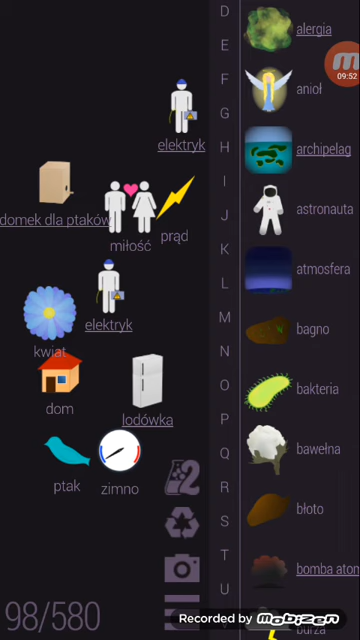 elektryk
domek dla ptaków
miłość
prąd
elektryk
kwiat
dom
lodówka
ptak
zimno
2
98/580
D
E
F
G
H
I
J
K
L
M
N
O
P
Q
R
S
T
U
alergia
anioł
archipelag
astronauta
atmosfera
bagno
bakteria
bawełna
błoto
bomba atom
burza
09:52
Recorded by Mobizen